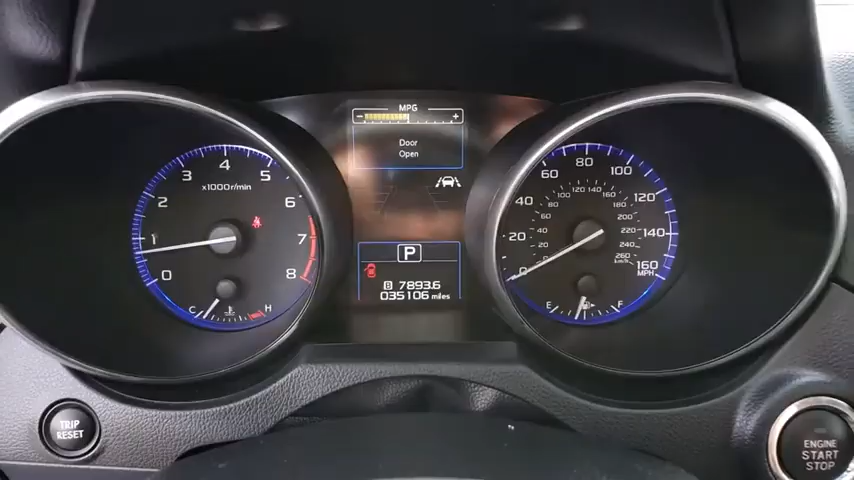 MPG
- +
Door
Open
x1000r/min
0 1 2 3 4 5 6 7 8
C H
P
B 7893.6
035106 miles
0 20 40 60 80 100 120 140 160
MPH
20 40 60 80 100 120 140 160 180 200 220 240 260
km/h
E F
TRIP
RESET
ENGINE
START
STOP